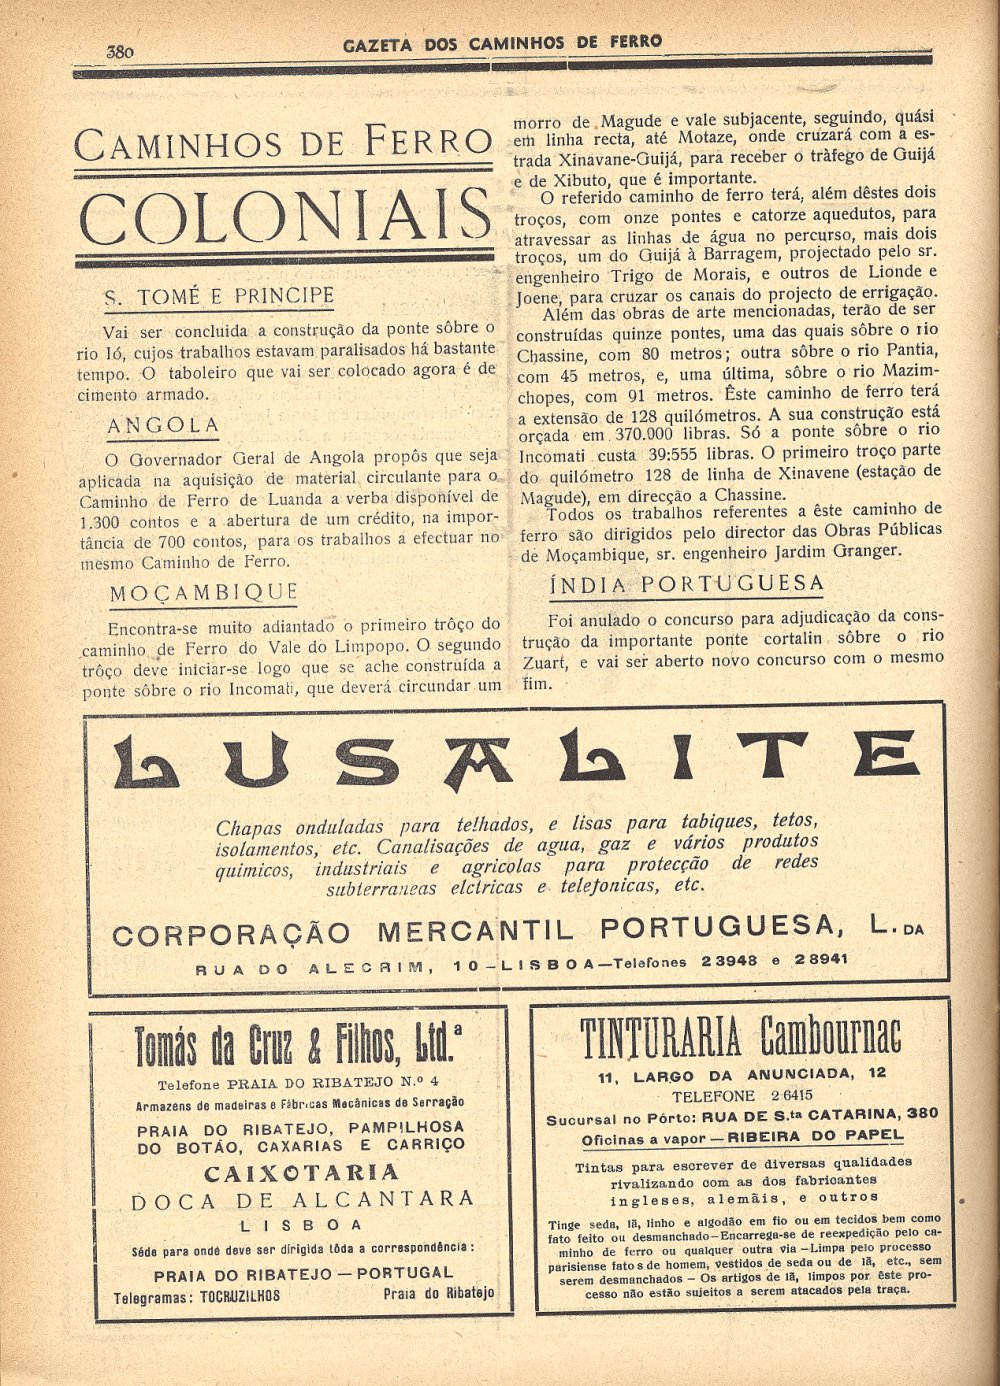 380
GAZETA DOS CAMINHOS DE FERRO
CAMINHOS DE FERRO
COLONIAIS
S. TOMÉ E PRINCIPE
Vai ser concluida a construção da ponte sôbre o
rio Ió, cujos trabalhos estavam paralisados há bastante
tempo. O taboleiro que vai ser colocado agora é de
cimento armado.
ANGOLA
O Governador Geral de Angola propôs que seja
aplicada na aquisição de material circulante para o
Caminho de Ferro de Luanda a verba disponível de
1.300 contos e a abertura de um crédito, na impor-
tância de 700 contos, para os trabalhos a efectuar no
mesmo Caminho de Ferro.
MOÇAMBIQUE
Encontra-se muito adiantado o primeiro trôço do
caminho de Ferro do Vale do Limpopo. O segundo
trôço deve iniciar-se logo que se ache construída a
ponte sôbre o rio Incomati, que deverá circundar um
morro de Magude e vale subjacente, seguindo, quási
em linha recta, até Motaze, onde cruzará com a es-
trada Xinavane-Guijá, para receber o tràfego de Guijá
e de Xibuto, que é importante.
O referido caminho de ferro terá, além dêstes dois
troços, com onze pontes e catorze aquedutos, para
atravessar as linhas de água no percurso, mais dois
troços, um do Guijá à Barragem, projectado pelo sr.
engenheiro Trigo de Morais, e outros de Lionde e
Joene, para cruzar os canais do projecto de errigação.
Além das obras de arte mencionadas, terão de ser
construídas quinze pontes, uma das quais sôbre o rio
Chassine, com 80 metros; outra sôbre o rio Pantia,
com 45 metros, e, uma última, sôbre o rio Mazim-
chopes, com 91 metros. Êste caminho de ferro terá
a extensão de 128 quilómetros. A sua construção está
orçada em 370.000 libras. Só a ponte sôbre o rio
Incomati custa 39:555 libras. O primeiro troço parte
do quilómetro 128 de linha de Xinavene (estação de
Magude), em direcção a Chassine.
Todos os trabalhos referentes a êste caminho de
ferro são dirigidos pelo director das Obras Públicas
de Moçambique, sr. engenheiro Jardim Granger.
ÍNDIA PORTUGUESA
Foi anulado o concurso para adjudicação da cons-
trução da importante ponte cortalin sôbre o rio
Zuart, e vai ser aberto novo concurso com o mesmo
fim.
LUSALITE
Chapas onduladas para telhados, e lisas para tabiques, tetos,
isolamentos, etc. Canalisações de agua, gaz e vários produtos
quimicos, industriais e agricolas para protecção de redes
subterraneas elctricas e telefonicas, etc.
CORPORAÇÃO MERCANTIL PORTUGUESA, L.DA
RUA DO ALECRIM, 10—LISBOA—Telefones 23948 e 28941
Tomás da Cruz & Filhos, Ltd.ª
Telefone PRAIA DO RIBATEJO N.º 4
Armazens de madeiras e Fábricas Mecânicas de Serração
PRAIA DO RIBATEJO, PAMPILHOSA
DO BOTÃO, CAXARIAS E CARRIÇO
CAIXOTARIA
DOCA DE ALCANTARA
LISBOA
Séde para onde deve ser dirigida tôda a correspondência:
PRAIA DO RIBATEJO — PORTUGAL
Telegramas: TOCRUZILHOS Praia do Ribatejo
TINTURARIA Cambournac
11, LARGO DA ANUNCIADA, 12
TELEFONE 2 6415
Sucursal no Pôrto: RUA DE S.ta CATARINA, 380
Oficinas a vapor — RIBEIRA DO PAPEL
Tintas para escrever de diversas qualidades
rivalizando com as dos fabricantes
ingleses, alemãis, e outros
Tinge seda, lã, linho e algodão em fio ou em tecidos bem como
fato feito ou desmanchado—Encarrega-se de reexpedição pelo ca-
minho de ferro ou qualquer outra via—Limpa pelo processo
parisiense fatos de homem, vestidos de seda ou de lã, etc., sem
serem desmanchados — Os artigos de lã, limpos por êste pro-
cesso não estão sujeitos a serem atacados pela traça.